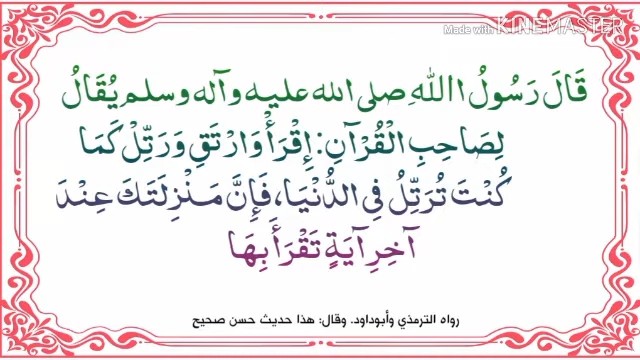 Made with KINEMASTER
قَالَ رَسُولُ اللّٰهِ صلى الله عليه وآله وسلم يُقَالُ
لِصَاحِبِ الْقُرْآنِ: اِقْرَأْ وَارْتَقِ وَرَتِّلْ كَمَا
كُنْتَ تُرَتِّلُ فِي الدُّنْيَا، فَإِنَّ مَنْزِلَتَكَ عِنْدَ
آخِرِ آيَةٍ تَقْرَأُ بِهَا
رواه الترمذي وأبوداود. وقال: هذا حديث حسن صحيح